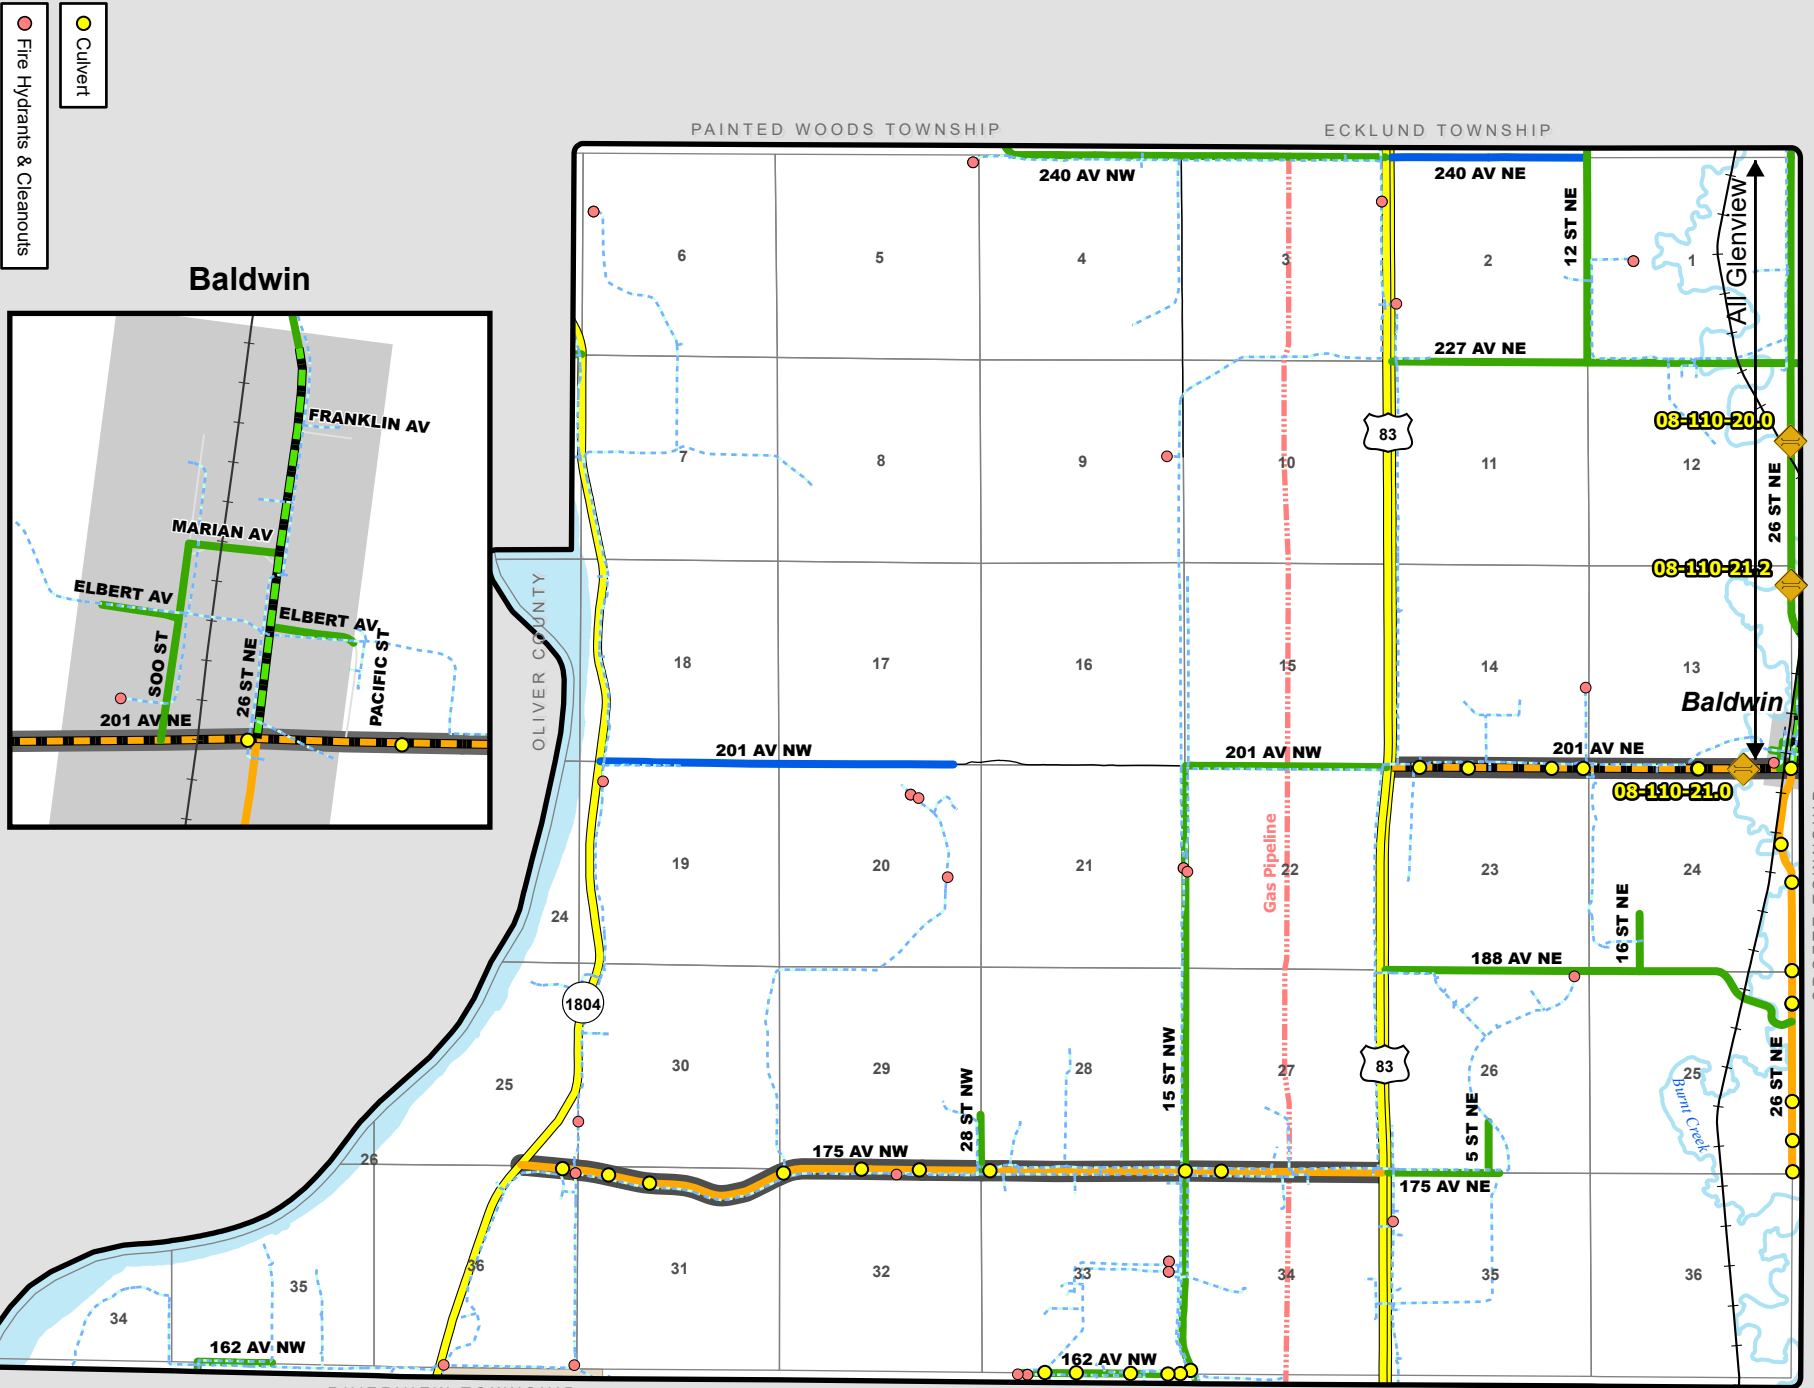 Fire Hydrants & Cleanouts
Culvert
PAINTED WOODS TOWNSHIP
ECKLUND TOWNSHIP
240 AV NW
240 AV NE
12 ST NE
All Glenview
6
5
4
3
2
1
Baldwin
227 AV NE
FRANKLIN AV
MARIAN AV
ELBERT AV
ELBERT AV
SOO ST
26 ST NE
PACIFIC ST
201 AV NE
08-110-20.0
83
7
8
9
10
11
12
26 ST NE
08-110-21.2
OLIVER COUNTY
18
17
16
15
14
13
Baldwin
201 AV NW
201 AV NW
201 AV NE
08-110-21.0
Gas Pipeline
19
20
21
22
23
24
24
16 ST NE
188 AV NE
1804
15 ST NW
83
26 ST NE
25
30
29
28
27
26
25
Burnt Creek
28 ST NW
5 ST NE
175 AV NW
175 AV NE
26
36
31
32
33
34
35
36
35
34
162 AV NW
162 AV NW